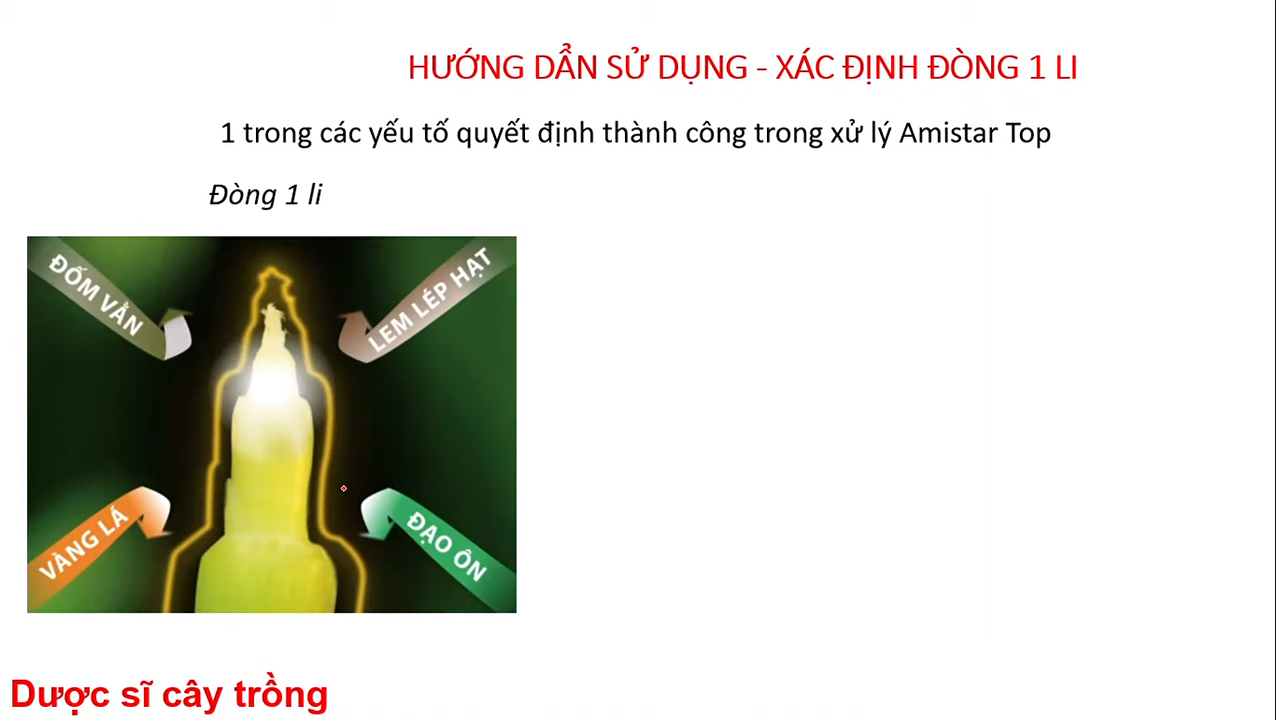 HƯỚNG DẨN SỬ DỤNG - XÁC ĐỊNH ĐÒNG 1 LI
1 trong các yếu tố quyết định thành công trong xử lý Amistar Top
Đòng 1 li
ĐỐM VẰN
LEM LÉP HẠT
VÀNG LÁ
ĐẠO ÔN
Dược sĩ cây trồng